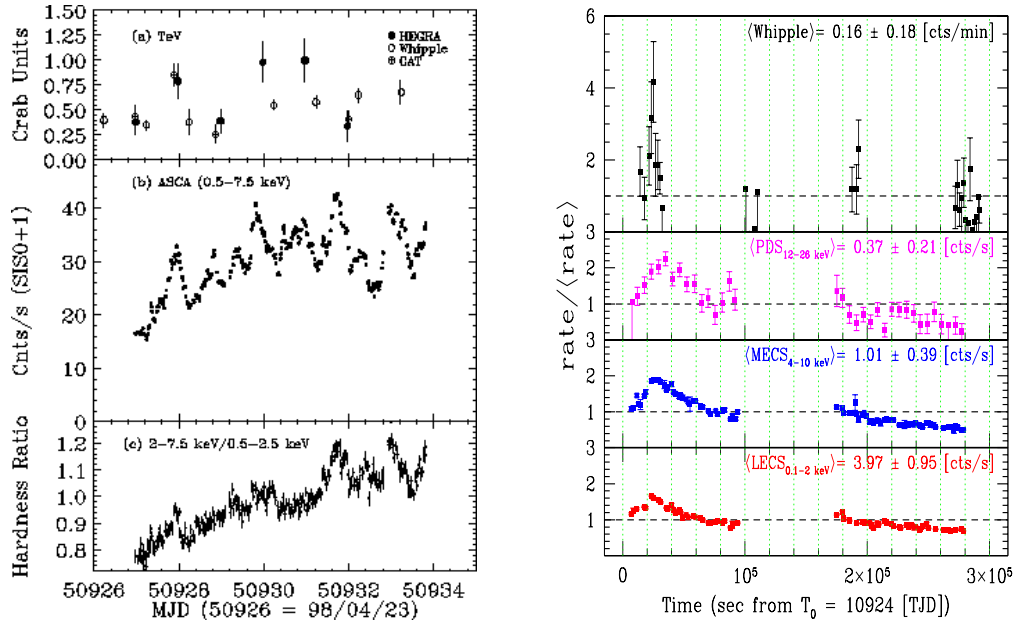 1.50
1.25
1.00
0.75
0.50
0.25
0.00
Crab Units
(a) TeV
HEGRA
Whipple
CAT
40
30
20
10
0
Cnts/s (SIS0+1)
(b) ASCA (0.5-7.5 keV)
1.2
1.1
1.0
0.9
0.8
Hardness Ratio
(c) 2-7.5 keV/0.5-2.5 keV
50926 50928 50930 50932 50934
MJD (50926 = 98/04/23)
6
4
2
3
2
1
3
2
1
3
2
1
rate/⟨rate⟩
⟨Whipple⟩= 0.16 ± 0.18 [cts/min]
⟨PDS12-26 keV⟩= 0.37 ± 0.21 [cts/s]
⟨MECS4-10 keV⟩= 1.01 ± 0.39 [cts/s]
⟨LECS0.1-2 keV⟩= 3.97 ± 0.95 [cts/s]
0 10⁵ 2×10⁵ 3×10⁵
Time (sec from T₀ = 10924 [TJD])